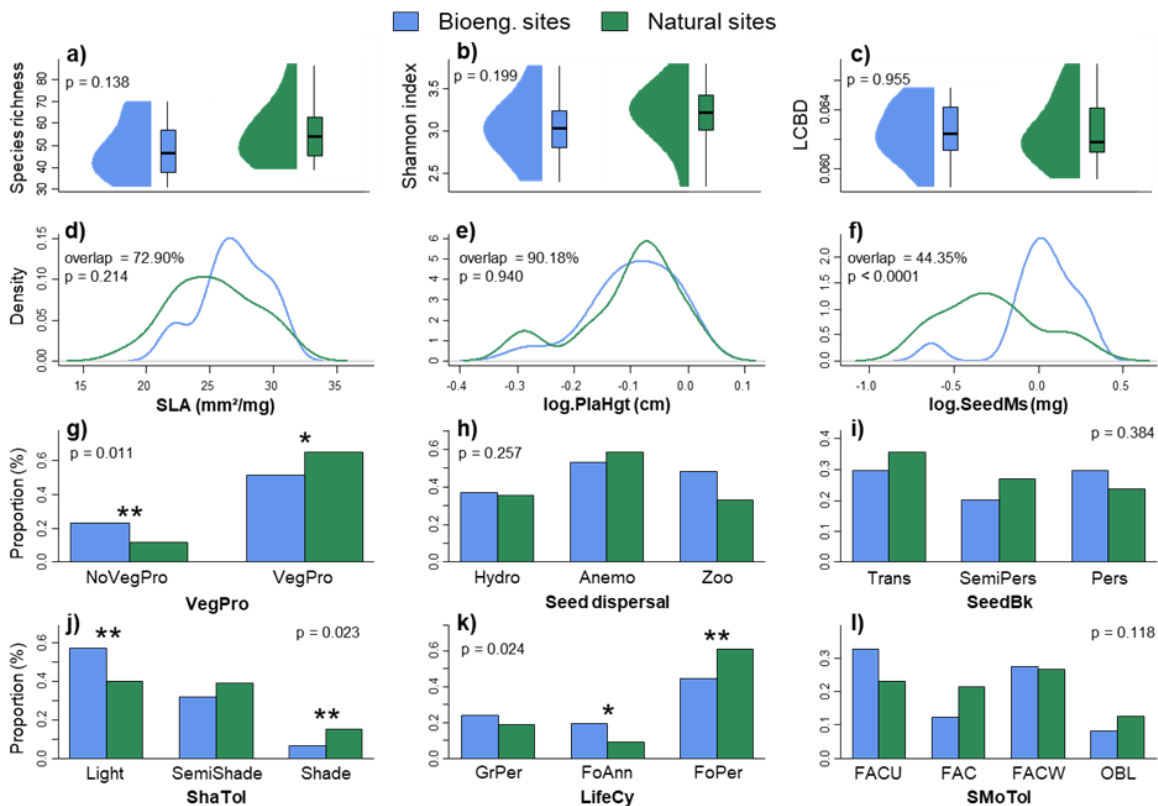 Bioeng. sites Natural sites
a)
p = 0.138
Species richness
30 40 50 60 70 80
b)
p = 0.199
Shannon index
2.5 3.0 3.5
c)
p = 0.955
LCBD
0.060 0.064
d)
overlap = 72.90%
p = 0.214
Density
0.00 0.05 0.10 0.15
15 20 25 30 35
SLA (mm²/mg)
e)
overlap = 90.18%
p = 0.940
0 1 2 3 4 5 6
-0.4 -0.3 -0.2 -0.1 0.0 0.1
log.PlaHgt (cm)
f)
overlap = 44.35%
p < 0.0001
0.0 0.5 1.0 1.5 2.0
-1.0 -0.5 0.0 0.5
log.SeedMs (mg)
g)
p = 0.011
Proportion (%)
0.0 0.2 0.4 0.6
** *
NoVegPro VegPro
VegPro
h)
p = 0.257
0.0 0.2 0.4 0.6
Hydro Anemo Zoo
Seed dispersal
i)
p = 0.384
0.0 0.1 0.2 0.3 0.4
Trans SemiPers Pers
SeedBk
j)
p = 0.023
Proportion (%)
0.0 0.2 0.4 0.6
** **
Light SemiShade Shade
ShaTol
k)
p = 0.024
0.0 0.2 0.4 0.6
* **
GrPer FoAnn FoPer
LifeCy
l)
p = 0.118
0.0 0.1 0.2 0.3
FACU FAC FACW OBL
SMoTol